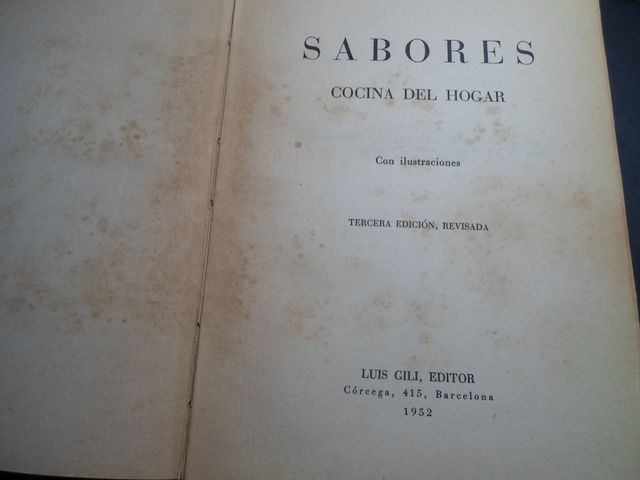 SABORES
COCINA DEL HOGAR
Con ilustraciones
TERCERA EDICIÓN, REVISADA
LUIS GILI, EDITOR
Córcega, 415, Barcelona
1952